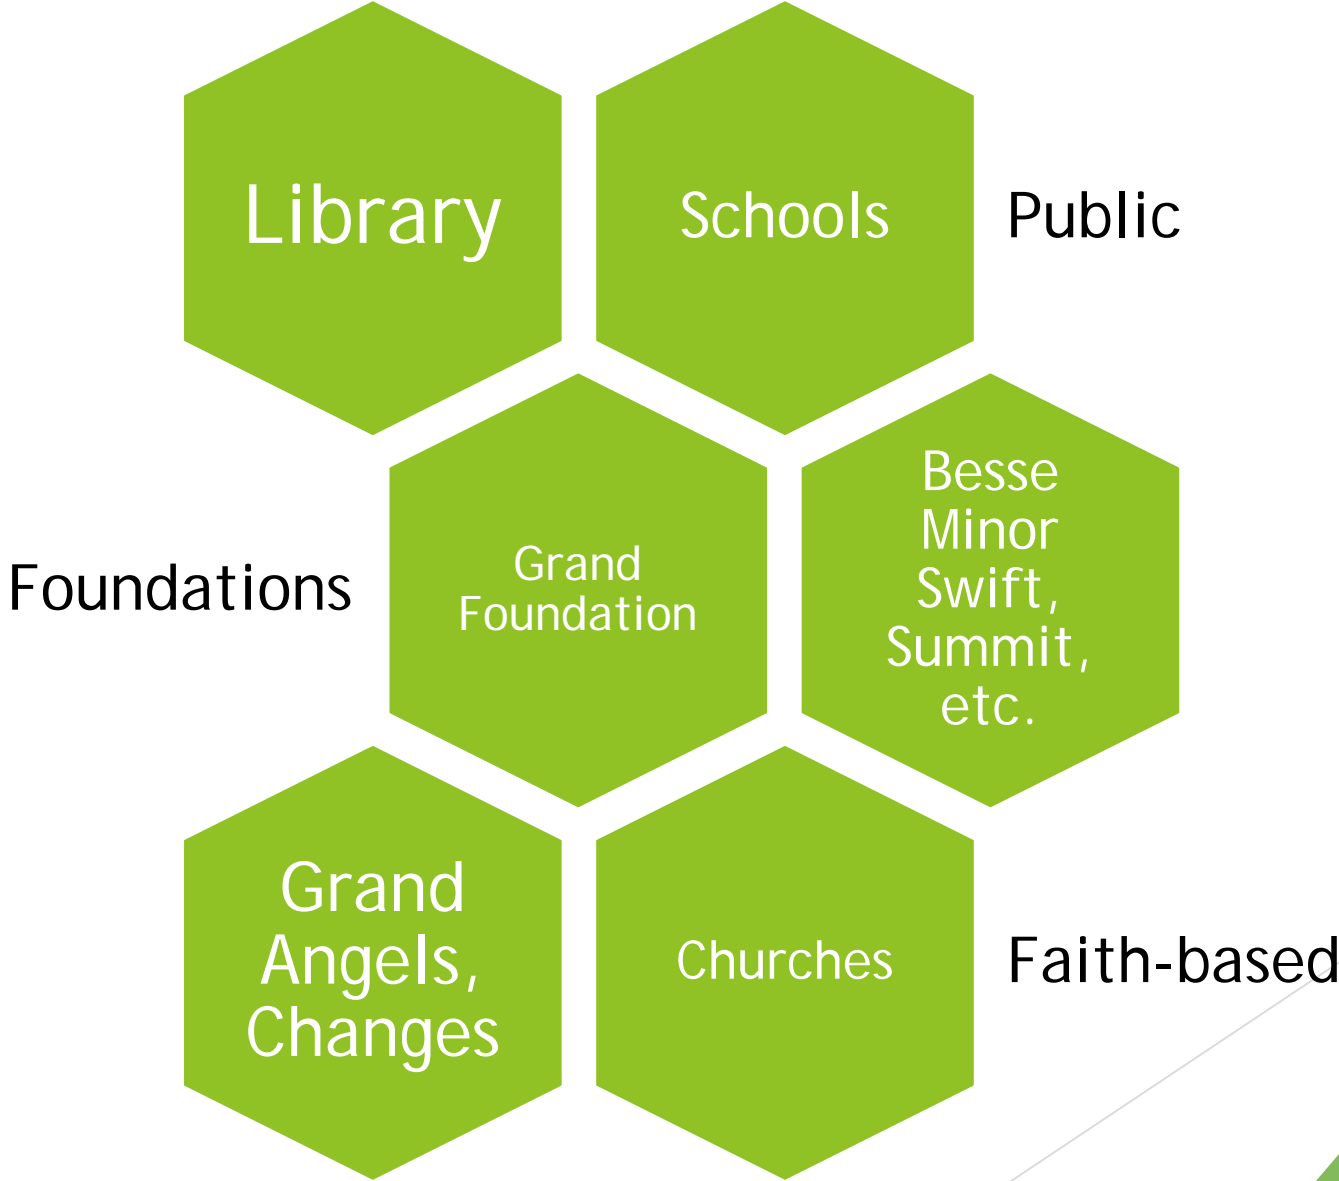 Library
Schools
Public
Foundations
Grand
Foundation
Besse
Minor
Swift,
Summit,
etc.
Grand
Angels,
Changes
Churches
Faith-based